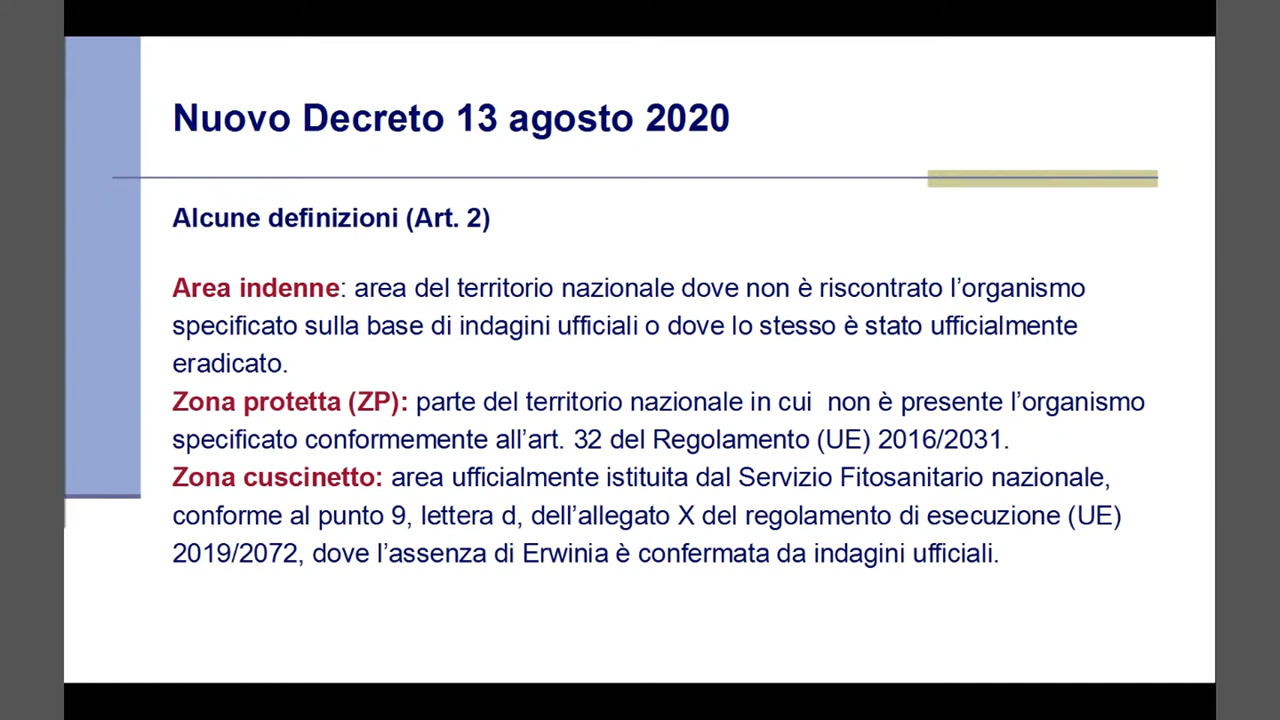 Nuovo Decreto 13 agosto 2020
Alcune definizioni (Art. 2)
Area indenne: area del territorio nazionale dove non è riscontrato l’organismo
specificato sulla base di indagini ufficiali o dove lo stesso è stato ufficialmente
eradicato.
Zona protetta (ZP): parte del territorio nazionale in cui  non è presente l’organismo
specificato conformemente all’art. 32 del Regolamento (UE) 2016/2031.
Zona cuscinetto: area ufficialmente istituita dal Servizio Fitosanitario nazionale,
conforme al punto 9, lettera d, dell’allegato X del regolamento di esecuzione (UE)
2019/2072, dove l’assenza di Erwinia è confermata da indagini ufficiali.